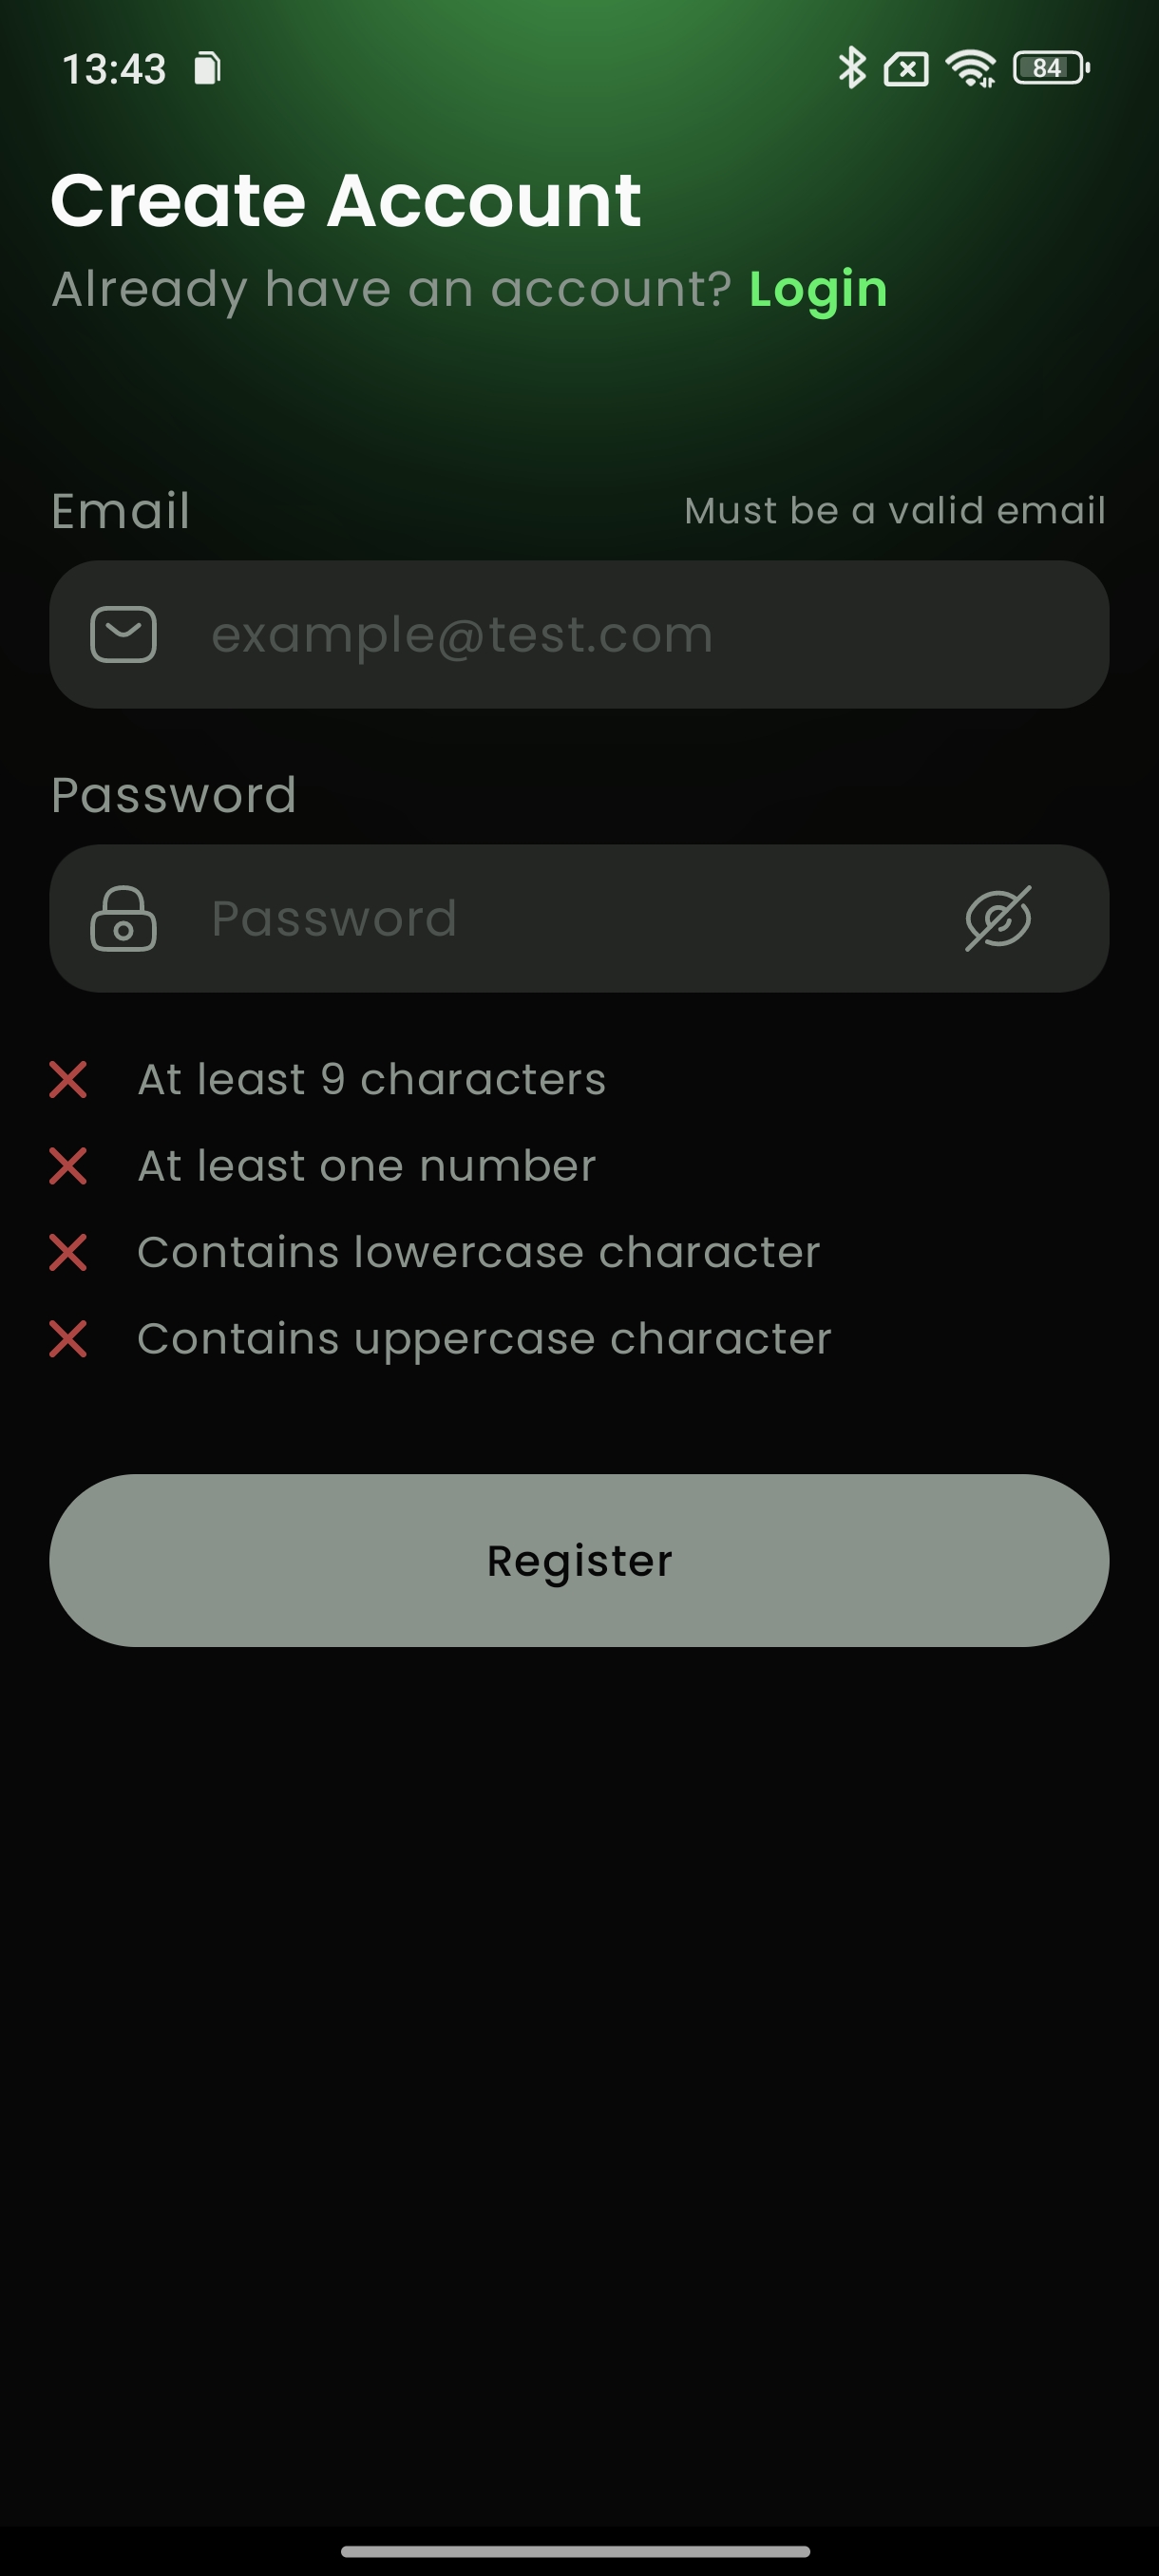 13:43
84
Create Account
Already have an account? Login
Email
Must be a valid email
example@test.com
Password
Password
At least 9 characters
At least one number
Contains lowercase character
Contains uppercase character
Register